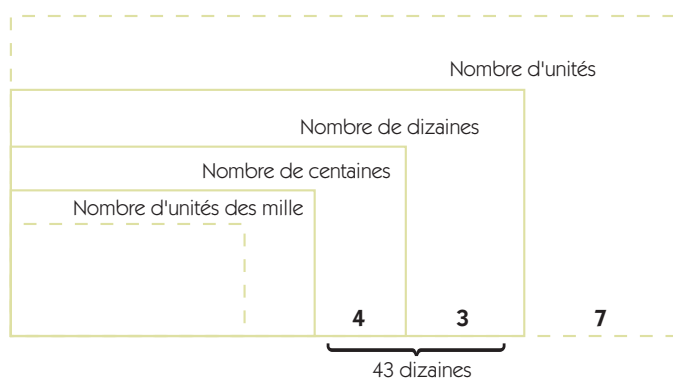 Nombre d'unités
Nombre de dizaines
Nombre de centaines
Nombre d'unités des mille
4 3 7
43 dizaines